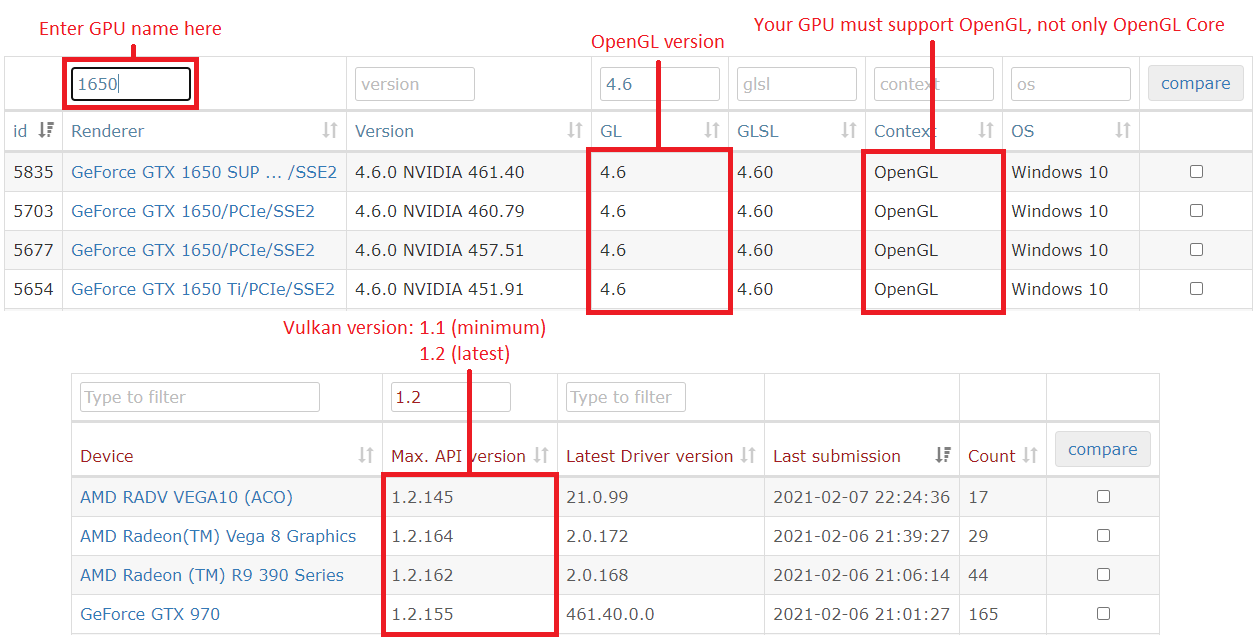 Enter GPU name here
OpenGL version
Your GPU must support OpenGL, not only OpenGL Core
1650 version 4.6 glsl context os compare
id Renderer Version GL GLSL Context OS
5835 GeForce GTX 1650 SUP ... /SSE2 4.6.0 NVIDIA 461.40 4.6 4.60 OpenGL Windows 10
5703 GeForce GTX 1650/PCIe/SSE2 4.6.0 NVIDIA 460.79 4.6 4.60 OpenGL Windows 10
5677 GeForce GTX 1650/PCIe/SSE2 4.6.0 NVIDIA 457.51 4.6 4.60 OpenGL Windows 10
5654 GeForce GTX 1650 Ti/PCIe/SSE2 4.6.0 NVIDIA 451.91 4.6 4.60 OpenGL Windows 10
Vulkan version: 1.1 (minimum)
1.2 (latest)
Type to filter 1.2 Type to filter
Device Max. API version Latest Driver version Last submission Count compare
AMD RADV VEGA10 (ACO) 1.2.145 21.0.99 2021-02-07 22:24:36 17
AMD Radeon(TM) Vega 8 Graphics 1.2.164 2.0.172 2021-02-06 21:39:27 29
AMD Radeon (TM) R9 390 Series 1.2.162 2.0.168 2021-02-06 21:06:14 44
GeForce GTX 970 1.2.155 461.40.0.0 2021-02-06 21:01:27 165